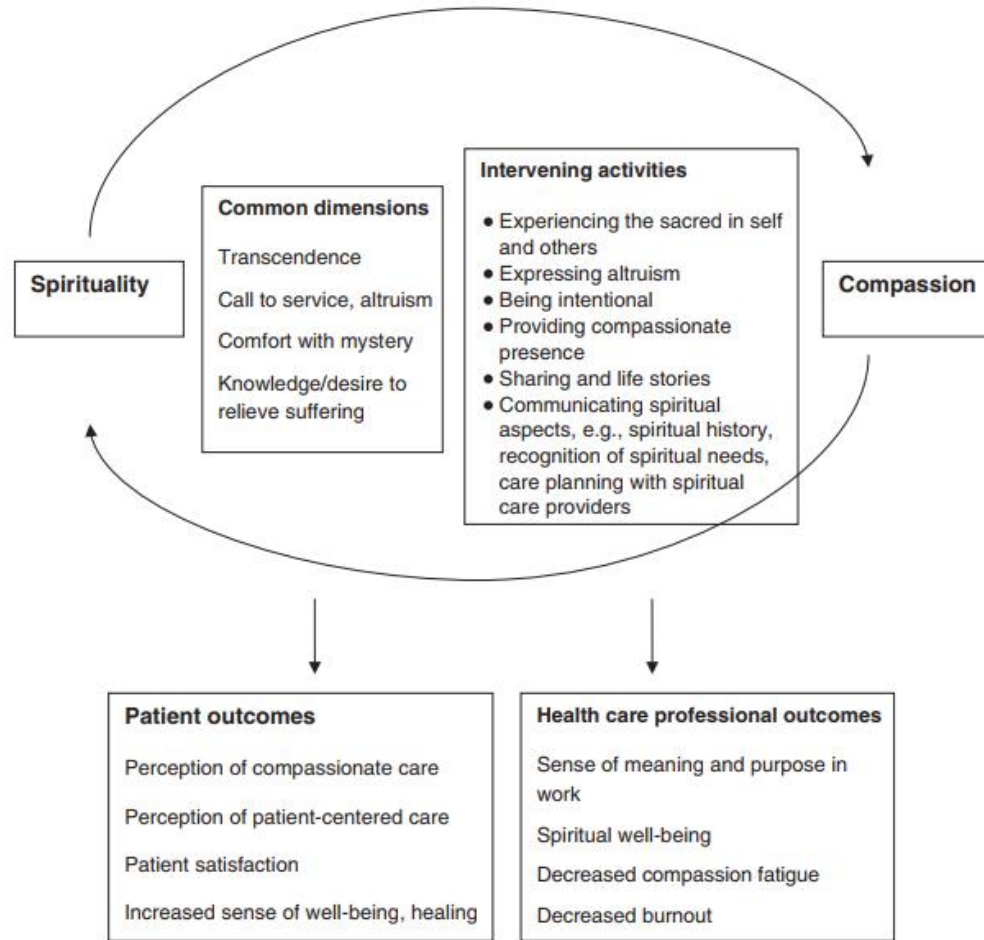 Spirituality
Common dimensions
Transcendence
Call to service, altruism
Comfort with mystery
Knowledge/desire to
relieve suffering
Intervening activities
● Experiencing the sacred in self
and others
● Expressing altruism
● Being intentional
● Providing compassionate
presence
● Sharing and life stories
● Communicating spiritual
aspects, e.g., spiritual history,
recognition of spiritual needs,
care planning with spiritual
care providers
Compassion
Patient outcomes
Perception of compassionate care
Perception of patient-centered care
Patient satisfaction
Increased sense of well-being, healing
Health care professional outcomes
Sense of meaning and purpose in
work
Spiritual well-being
Decreased compassion fatigue
Decreased burnout